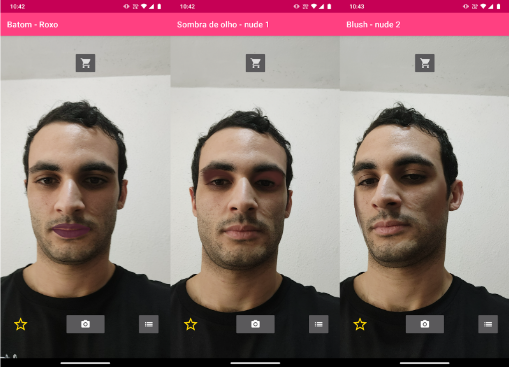 10:42
Batom - Roxo
10:42
Sombra de olho - nude 1
10:43
Blush - nude 2